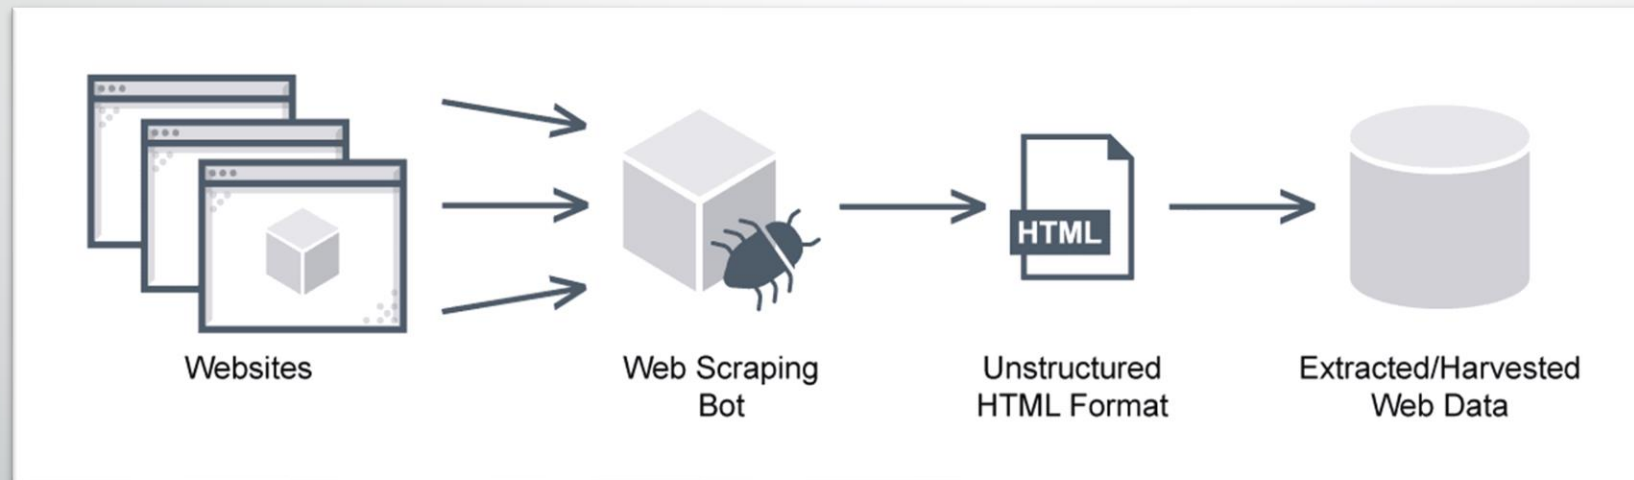 HTML
Websites
Web Scraping
Bot
Unstructured
HTML Format
Extracted/Harvested
Web Data